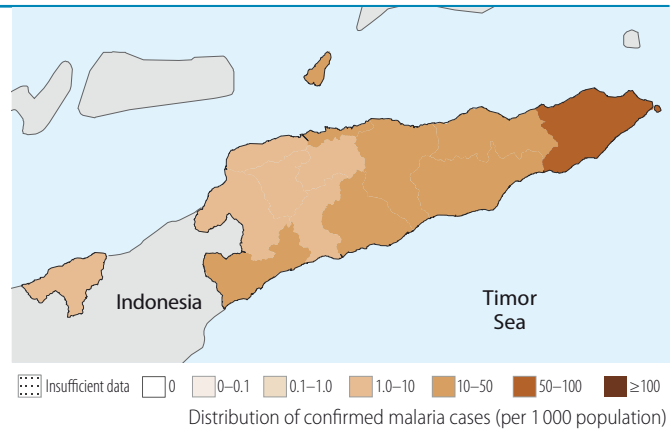 Indonesia
Timor
Sea
Insufficient data 0 0–0.1 0.1–1.0 1.0–10 10–50 50–100 ≥100
Distribution of confirmed malaria cases (per 1 000 population)